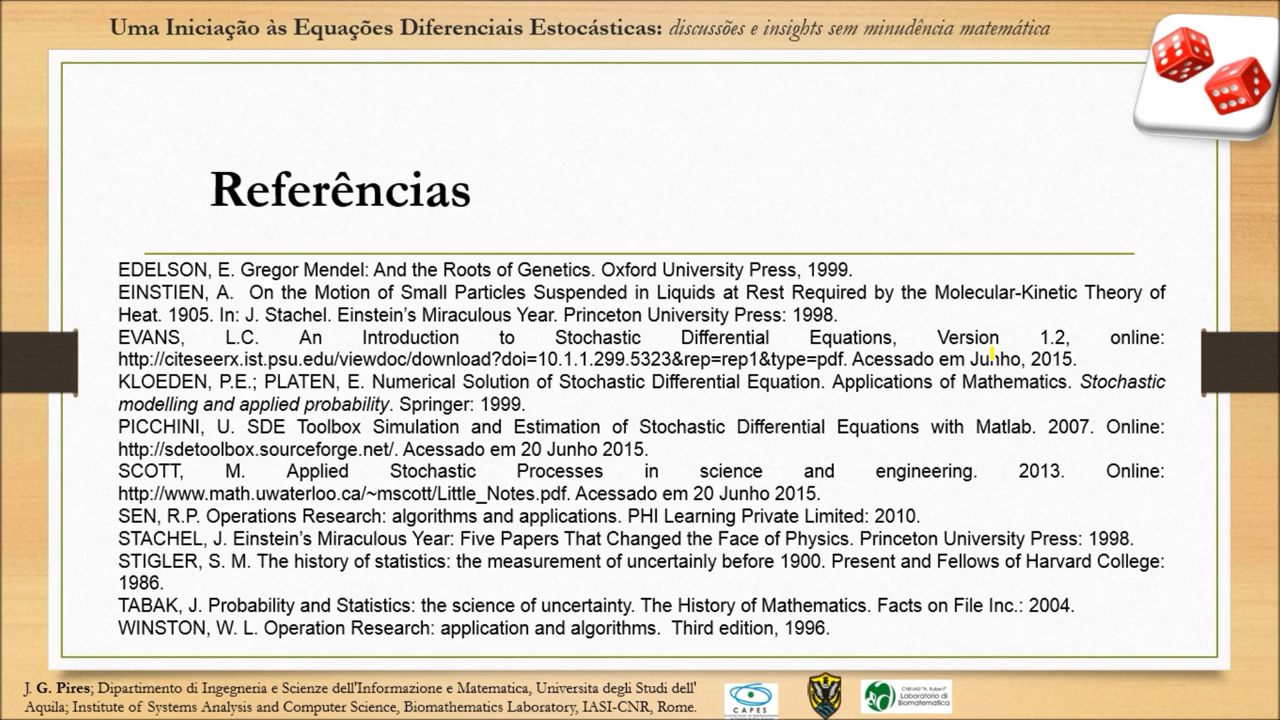 Uma Iniciação às Equações Diferenciais Estocásticas: discussões e insights sem minudência matemática
Referências
EDELSON, E. Gregor Mendel: And the Roots of Genetics. Oxford University Press, 1999.
EINSTIEN, A. On the Motion of Small Particles Suspended in Liquids at Rest Required by the Molecular-Kinetic Theory of
Heat. 1905. In: J. Stachel. Einstein's Miraculous Year. Princeton University Press: 1998.
EVANS, L.C. An Introduction to Stochastic Differential Equations, Version 1.2, online:
http://citeseerx.ist.psu.edu/viewdoc/download?doi=10.1.1.299.5323&rep=rep1&type=pdf. Acessado em Junho, 2015.
KLOEDEN, P.E.; PLATEN, E. Numerical Solution of Stochastic Differential Equation. Applications of Mathematics. Stochastic
modelling and applied probability. Springer: 1999.
PICCHINI, U. SDE Toolbox Simulation and Estimation of Stochastic Differential Equations with Matlab. 2007. Online:
http://sdetoolbox.sourceforge.net/. Acessado em 20 Junho 2015.
SCOTT, M. Applied Stochastic Processes in science and engineering. 2013. Online:
http://www.math.uwaterloo.ca/~mscott/Little_Notes.pdf. Acessado em 20 Junho 2015.
SEN, R.P. Operations Research: algorithms and applications. PHI Learning Private Limited: 2010.
STACHEL, J. Einstein's Miraculous Year: Five Papers That Changed the Face of Physics. Princeton University Press: 1998.
STIGLER, S. M. The history of statistics: the measurement of uncertainly before 1900. Present and Fellows of Harvard College:
1986.
TABAK, J. Probability and Statistics: the science of uncertainty. The History of Mathematics. Facts on File Inc.: 2004.
WINSTON, W. L. Operation Research: application and algorithms. Third edition, 1996.
J. G. Pires; Dipartimento di Ingegneria e Scienze dell'Informazione e Matematica, Universita degli Studi dell'
Aquila; Institute of Systems Analysis and Computer Science, Biomathematics Laboratory, IASI-CNR, Rome.
CAPES
Laboratorio di
Biomatematica